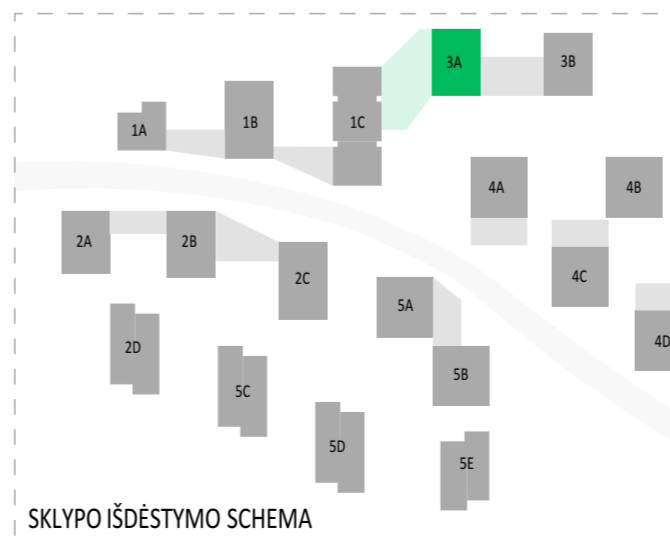 3A
3B
1C
1B
1A
4A
4B
2A
2B
2C
4C
5A
4D
2D
5B
5C
5D
5E
SKLYPO IŠDĖSTYMO SCHEMA